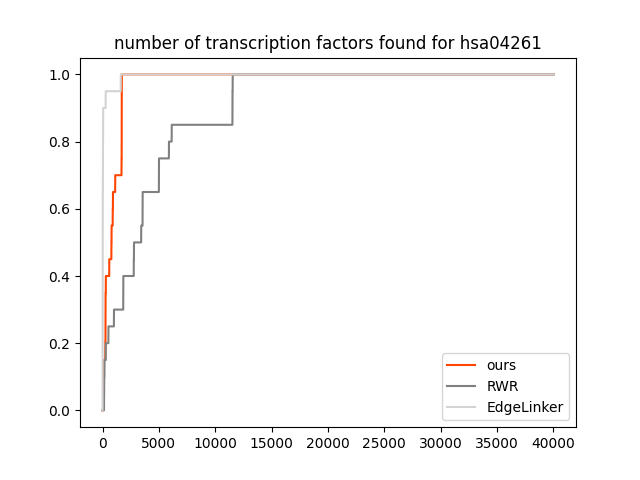 number of transcription factors found for hsa04261
1.0
0.8
0.6
0.4
0.2
0.0
ours
RWR
EdgeLinker
0 5000 10000 15000 20000 25000 30000 35000 40000